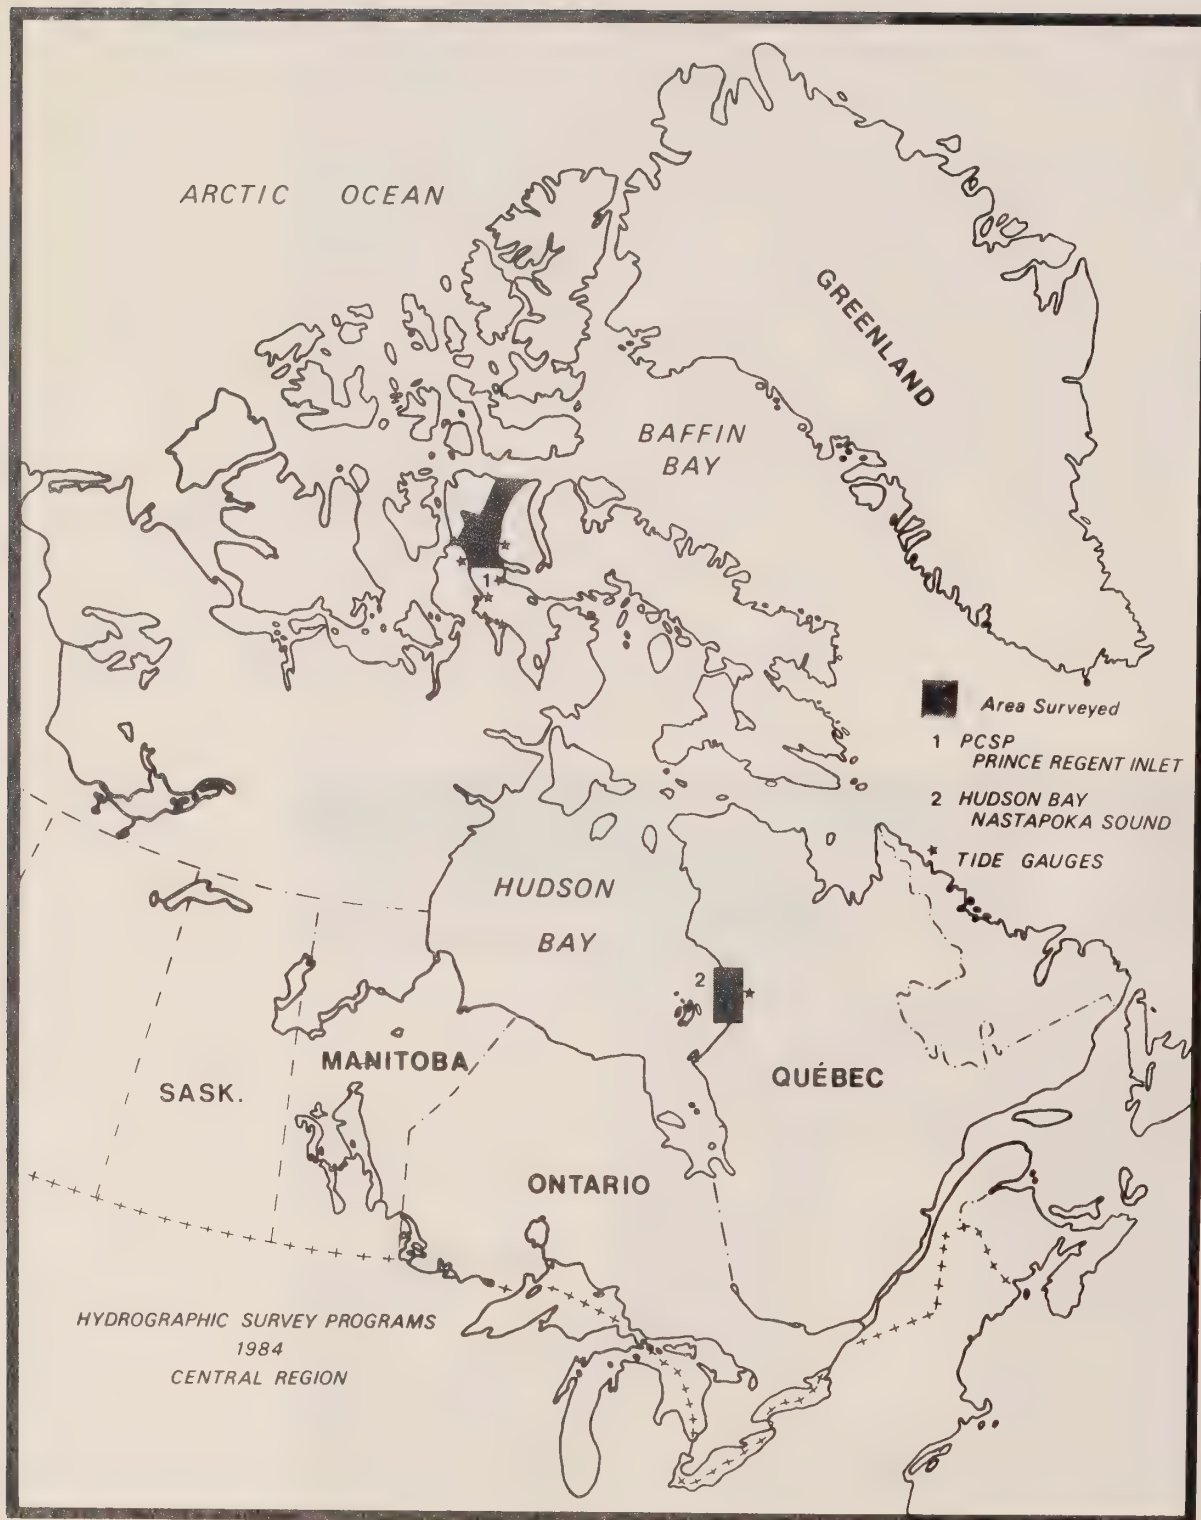 ARCTIC OCEAN
GREENLAND
BAFFIN
BAY
1
Area Surveyed
1 PCSP
PRINCE REGENT INLET
2 HUDSON BAY
NASTAPOKA SOUND
TIDE GAUGES
HUDSON
BAY
2
MANITOBA
QUÉBEC
SASK.
ONTARIO
HYDROGRAPHIC SURVEY PROGRAMS
1984
CENTRAL REGION